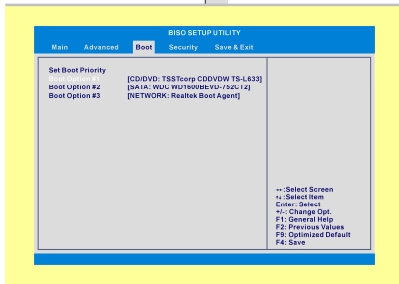 BISO SETUP UTILITY
Main Advanced Boot Security Save & Exit
Set Boot Priority
Boot Option #1 [CD/DVD: TSSTcorp CDDVDW TS-L633]
Boot Option #2 [SATA: WDC WD1600BEVD-752CT2]
Boot Option #3 [NETWORK: Realtek Boot Agent]
↔ :Select Screen
↑↓ :Select Item
Enter: Select
+/-: Change Opt.
F1: General Help
F2: Previous Values
F9: Optimized Default
F4: Save